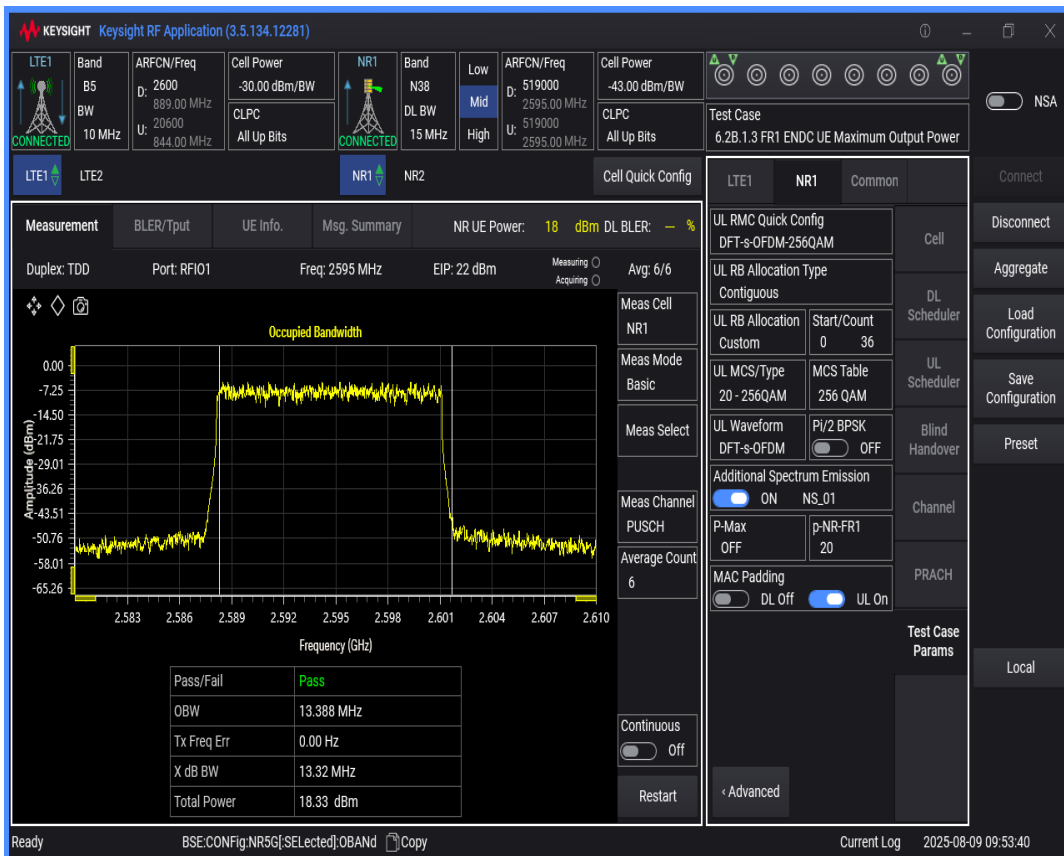 KEYSIGHT Keysight RF Application (3.5.134.12281)
LTE1 Band ARFCN/Freq Cell Power NR1 Band Low ARFCN/Freq Cell Power
B5 D: 2600 -30.00 dBm/BW N38 D: 519000 -43.00 dBm/BW
889.00 MHz 2595.00 MHz
BW CLPC DL BW Mid CLPC
CONNECTED 10 MHz U: 20600 All Up Bits CONNECTED 15 MHz High U: 519000 All Up Bits
844.00 MHz 2595.00 MHz
Test Case
6.2B.1.3 FR1 ENDC UE Maximum Output Power
NSA
LTE1 LTE2 NR1 NR2 Cell Quick Config
LTE1 NR1 Common
Connect
Disconnect
Aggregate
Load
Configuration
Save
Configuration
Preset
Local
Measurement BLER/Tput UE Info. Msg. Summary NR UE Power: 18 dBm DL BLER: -- %
Duplex: TDD Port: RFIO1 Freq: 2595 MHz EIP: 22 dBm Measuring Avg: 6/6
Acquiring
Occupied Bandwidth
Amplitude (dBm)
0.00
-7.25
-14.50
-21.75
-29.01
-36.26
-43.51
-50.76
-58.01
-65.26
2.583 2.586 2.589 2.592 2.595 2.598 2.601 2.604 2.607 2.610
Frequency (GHz)
Pass/Fail Pass
OBW 13.388 MHz
Tx Freq Err 0.00 Hz
X dB BW 13.32 MHz
Total Power 18.33 dBm
Meas Cell
NR1
Meas Mode
Basic
Meas Select
Meas Channel
PUSCH
Average Count
6
Continuous
Off
Restart
UL RMC Quick Config
DFT-s-OFDM-256QAM
UL RB Allocation Type
Contiguous
UL RB Allocation Start/Count
Custom 0 36
UL MCS/Type MCS Table
20 - 256QAM 256 QAM
UL Waveform Pi/2 BPSK
DFT-s-OFDM OFF
Additional Spectrum Emission
ON NS_01
P-Max p-NR-FR1
OFF 20
MAC Padding
DL Off UL On
‹ Advanced
Cell
DL
Scheduler
UL
Scheduler
Blind
Handover
Channel
PRACH
Test Case
Params
Ready BSE:CONFig:NR5G[:SELected]:OBANd Copy Current Log 2025-08-09 09:53:40